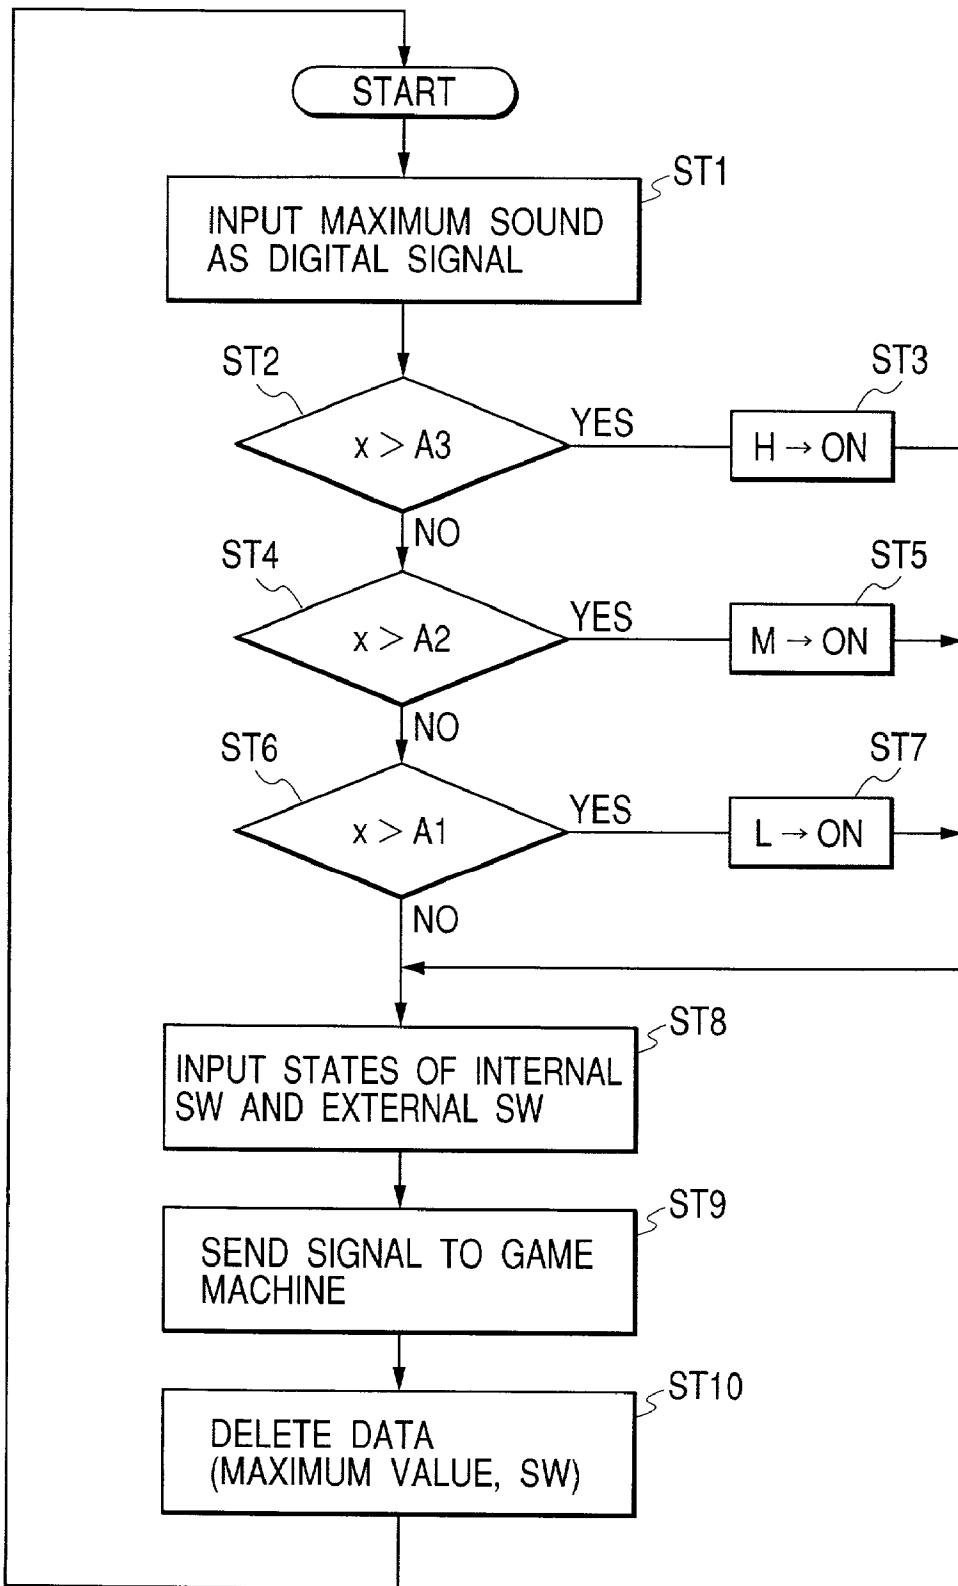 START
ST1
INPUT MAXIMUM SOUND
AS DIGITAL SIGNAL
ST2
x > A3
YES
ST3
H → ON
NO
ST4
x > A2
YES
ST5
M → ON
NO
ST6
x > A1
YES
ST7
L → ON
NO
ST8
INPUT STATES OF INTERNAL
SW AND EXTERNAL SW
ST9
SEND SIGNAL TO GAME
MACHINE
ST10
DELETE DATA
(MAXIMUM VALUE, SW)